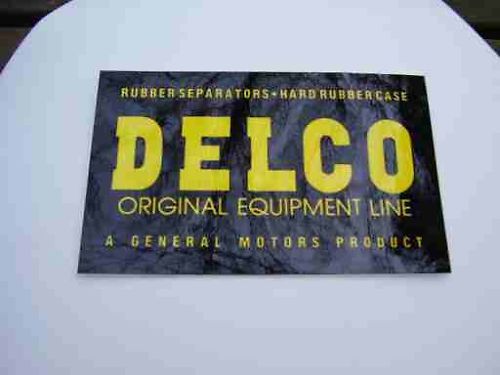 RUBBER SEPARATORS • HARD RUBBER CASE
DELCO
ORIGINAL EQUIPMENT LINE
A GENERAL MOTORS PRODUCT